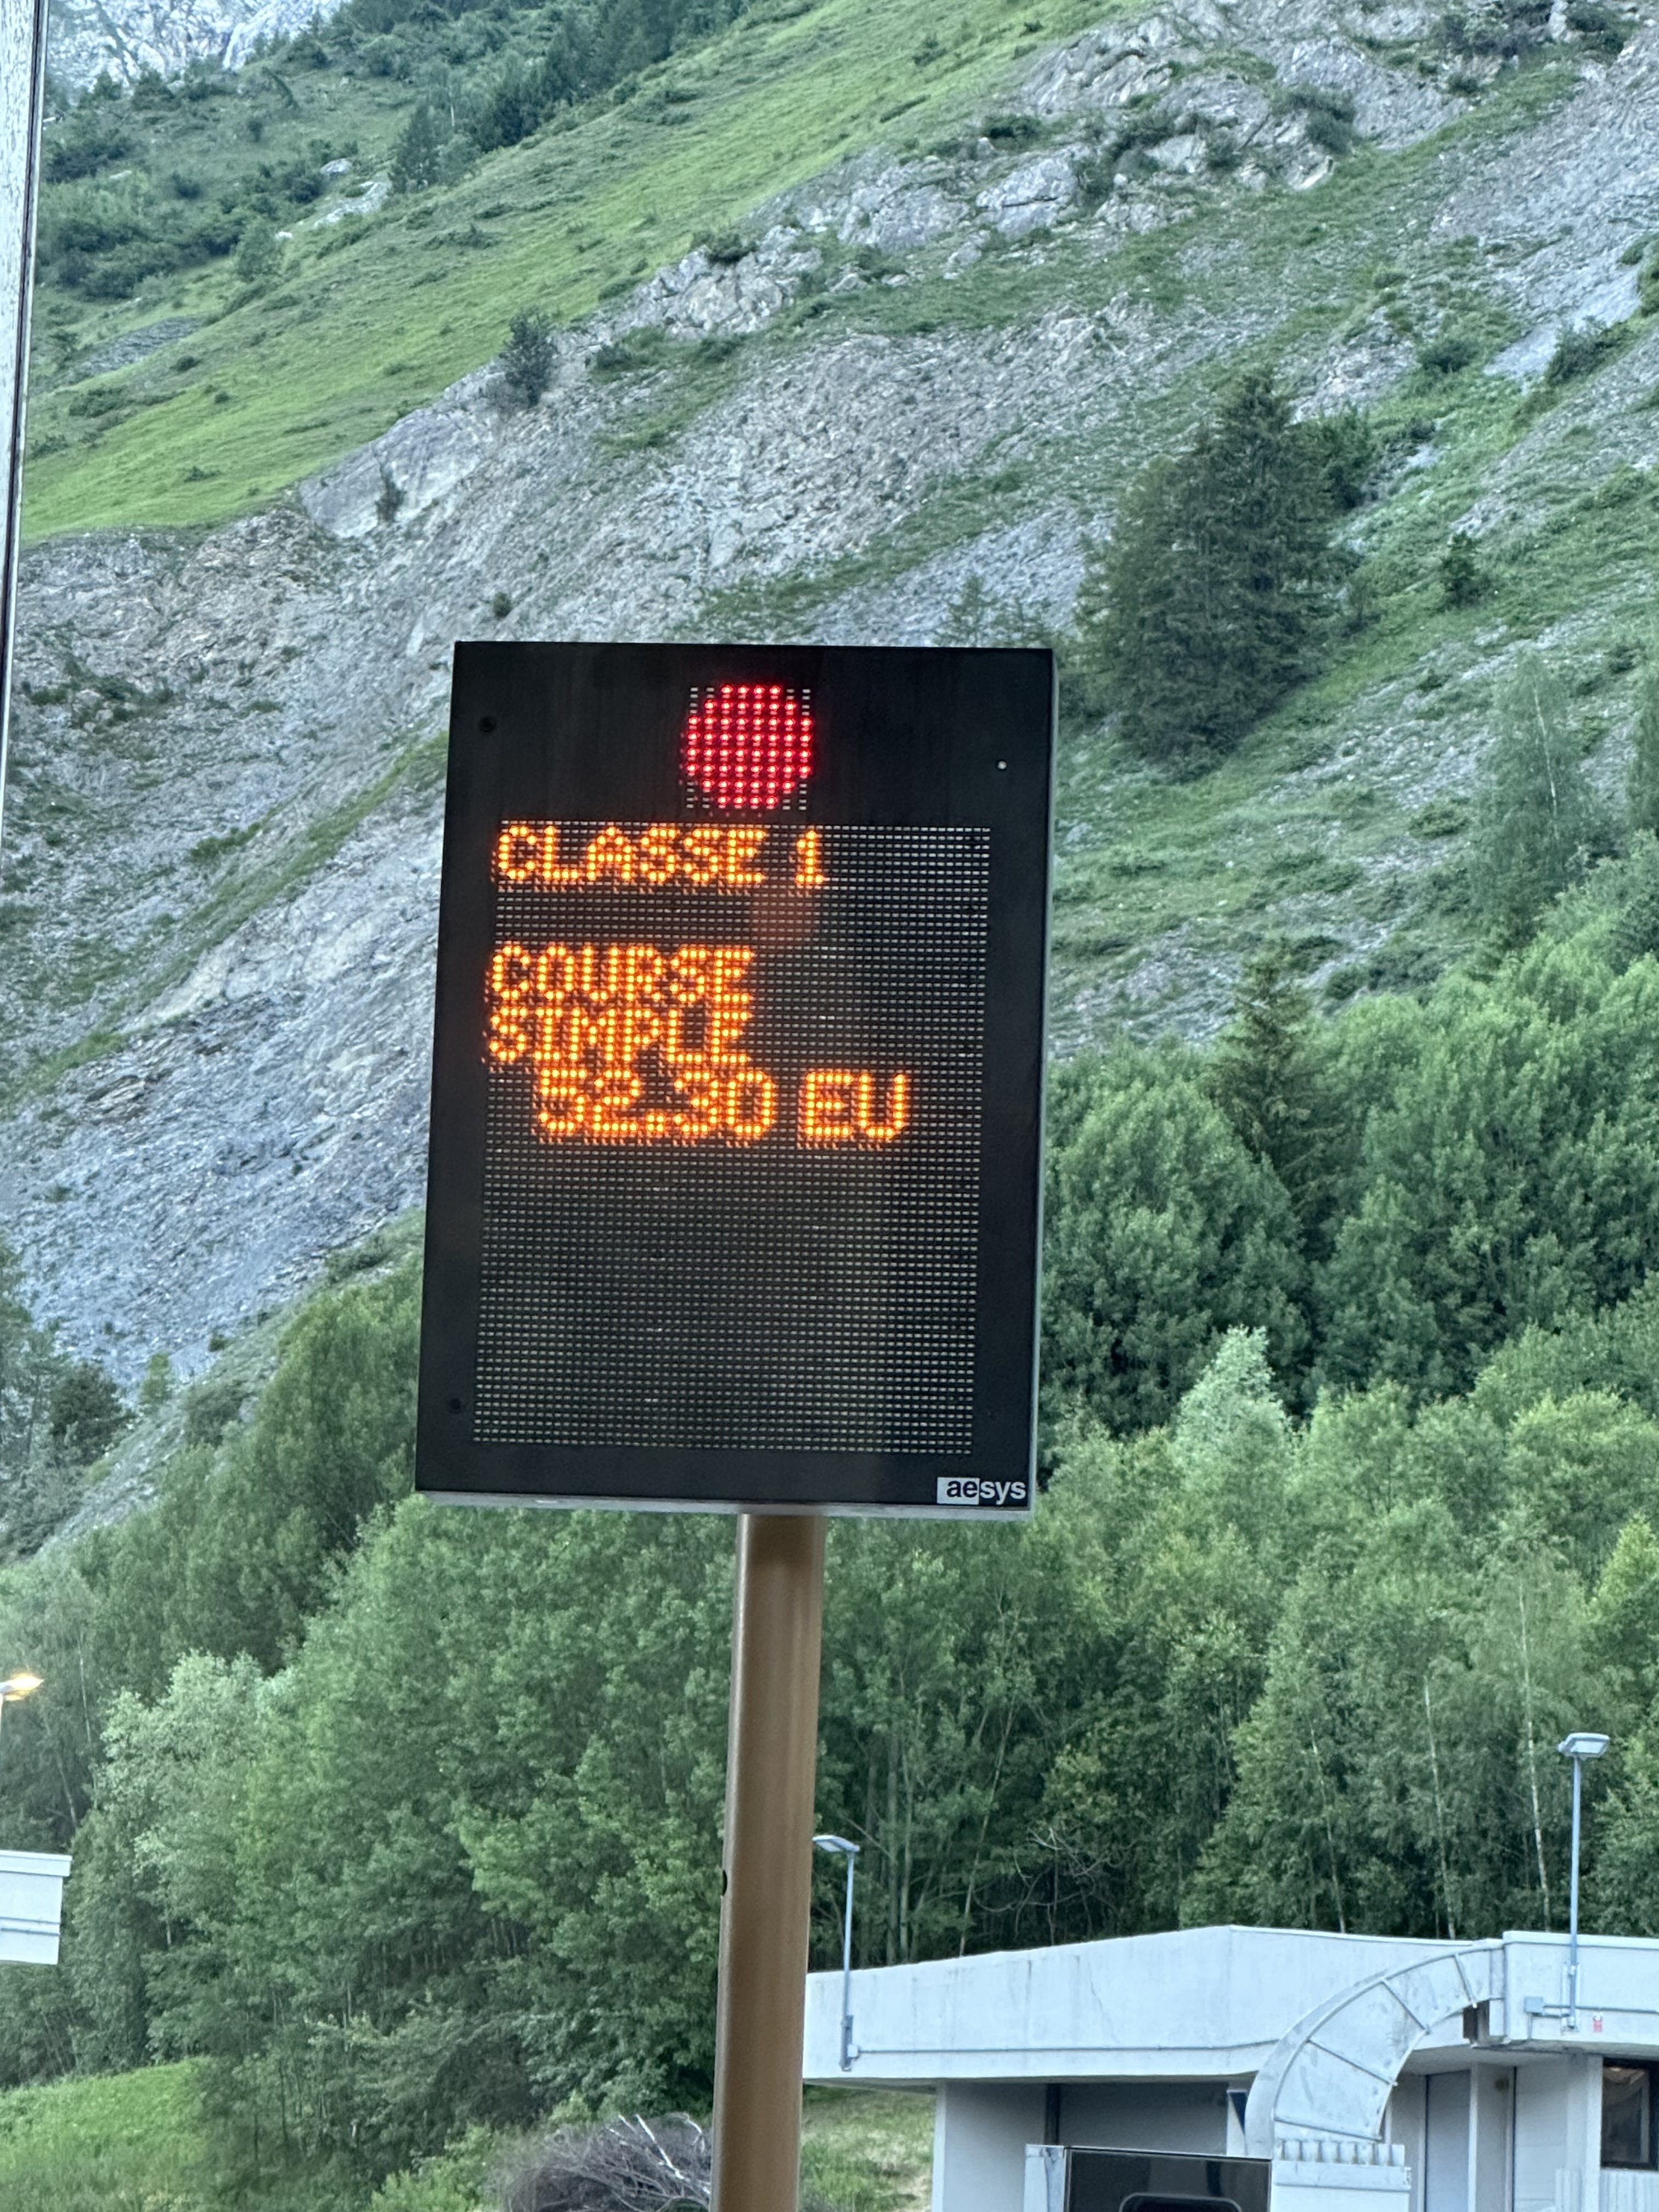 CLASSE 1
COURSE
SIMPLE
52.30 EU
aesys